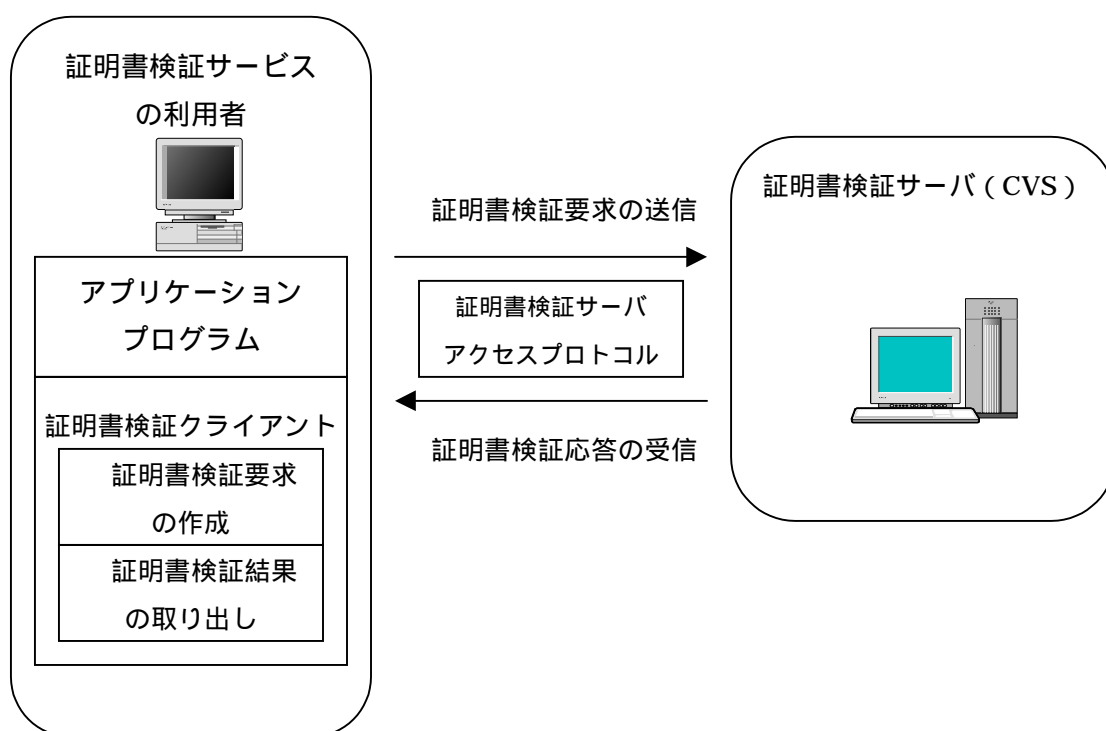 証明書検証サービス
の利用者
アプリケーション
プログラム
証明書検証クライアント
証明書検証要求
の作成
証明書検証結果
の取り出し
証明書検証要求の送信
証明書検証サーバ
アクセスプロトコル
証明書検証応答の受信
証明書検証サーバ（CVS）